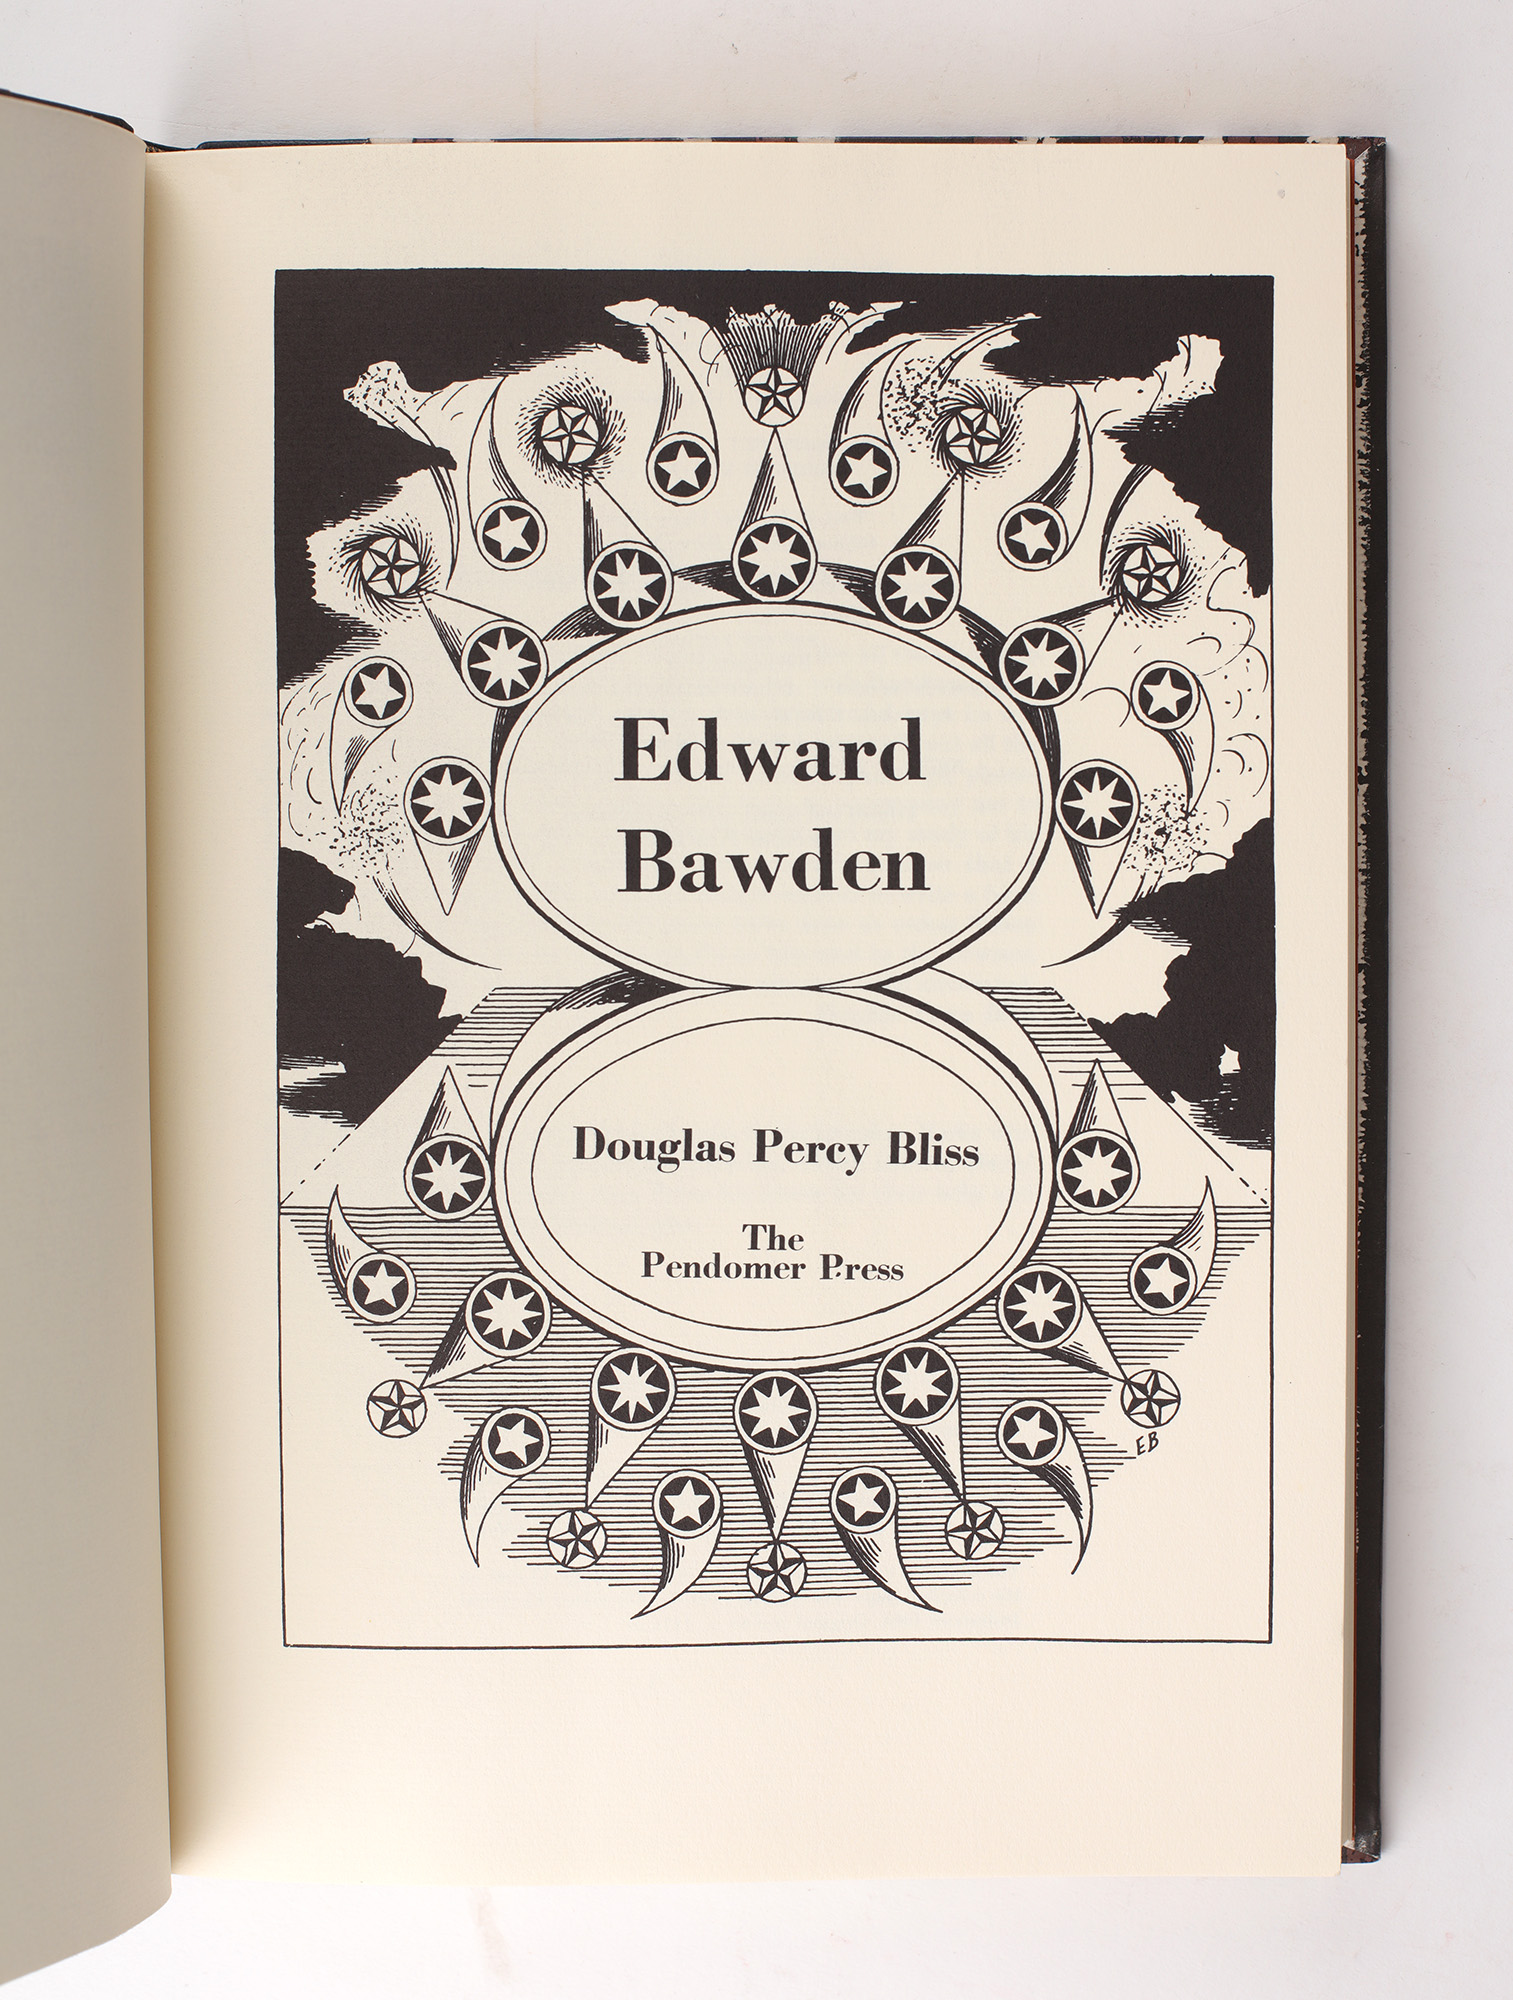 Edward
Bawden
Douglas Percy Bliss
The
Pendomer Press
EB